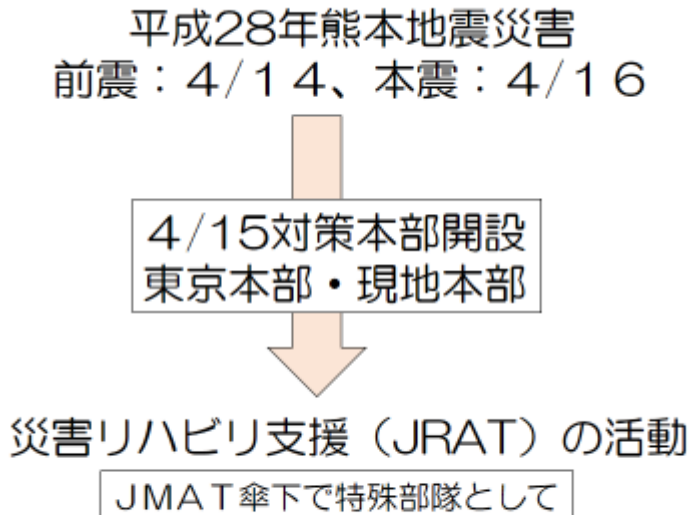 平成28年熊本地震災害
前震：４/１４、本震：４/１６
４/15対策本部開設
東京本部・現地本部
災害リハビリ支援（JRAT）の活動
ＪＭＡＴ傘下で特殊部隊として